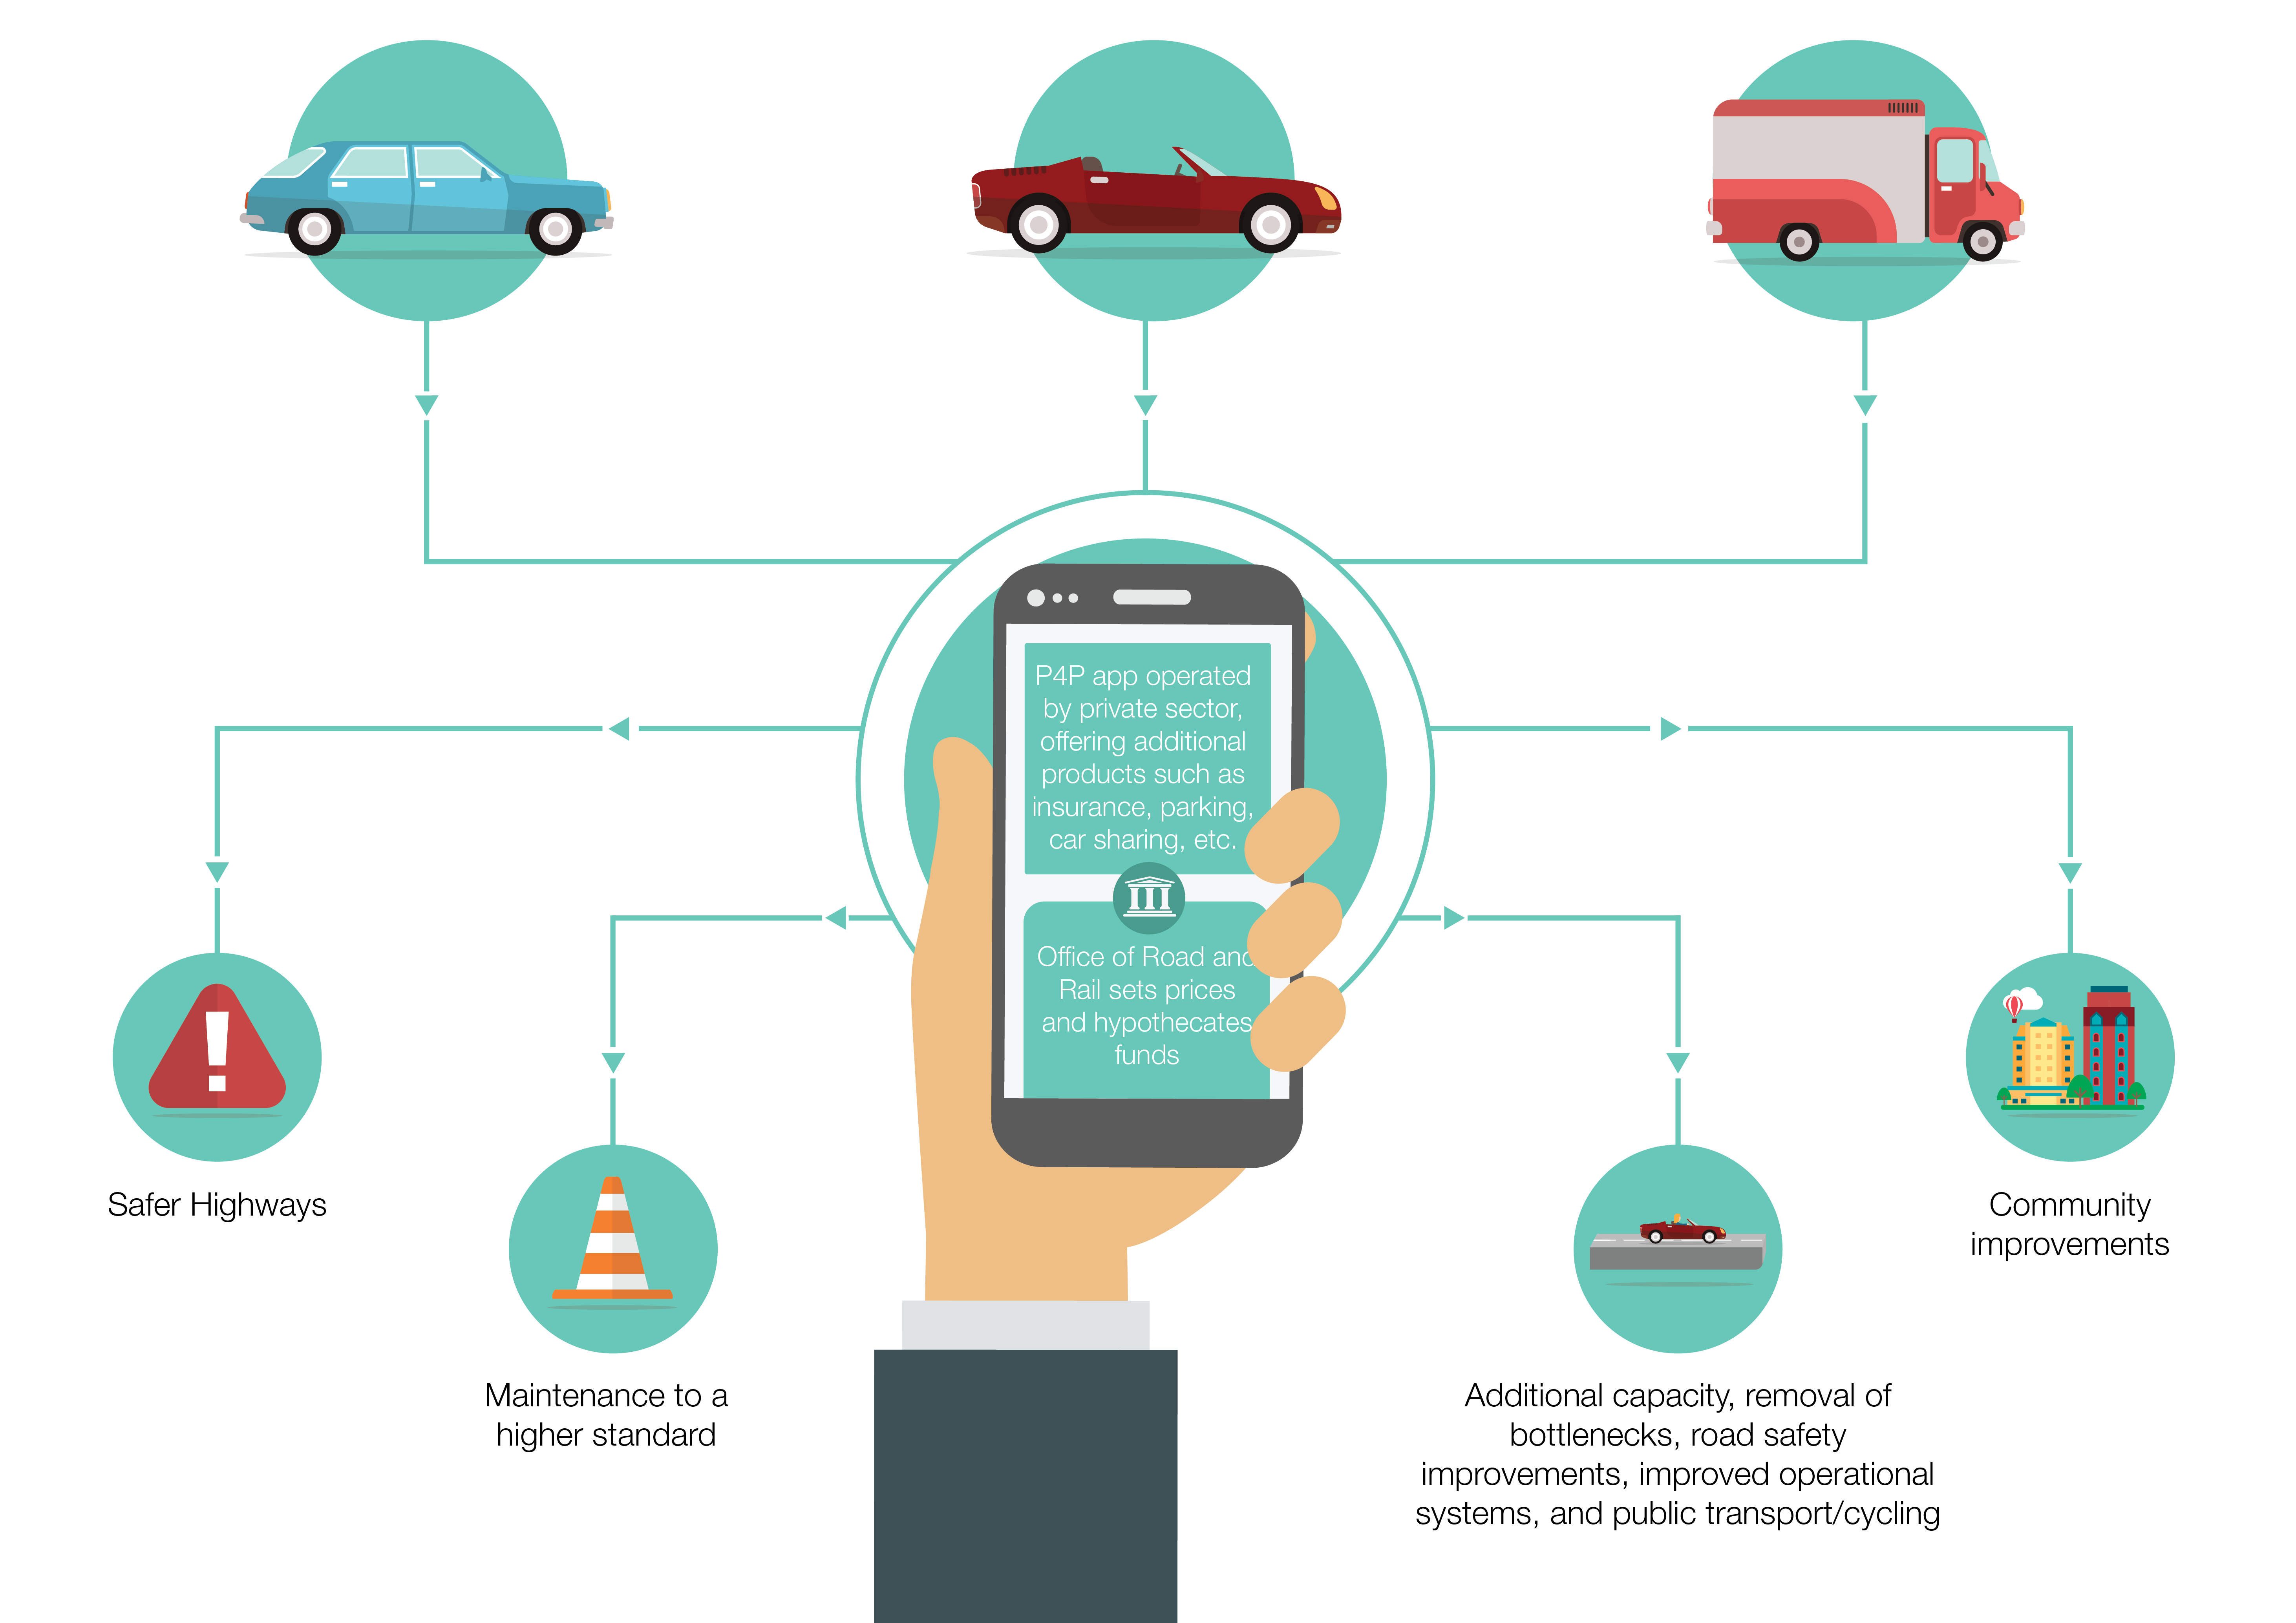 P4P app operated
by private sector,
offering additional
products such as
insurance, parking,
car sharing, etc.
Office of Road and
Rail sets prices
and hypothecates
funds
Safer Highways
Maintenance to a
higher standard
Additional capacity, removal of
bottlenecks, road safety
improvements, improved operational
systems, and public transport/cycling
Community
improvements